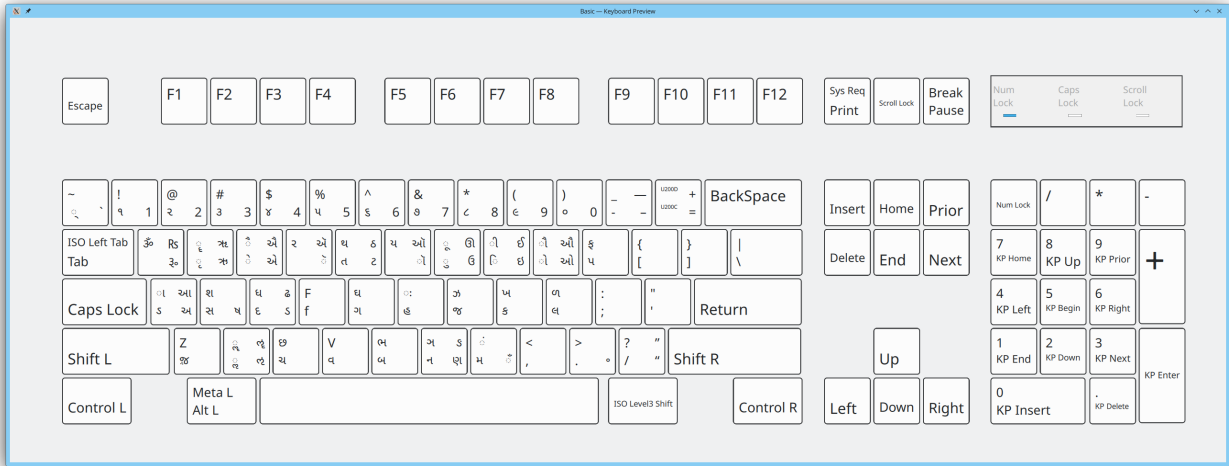 Basic — Keyboard Preview
Escape
F1
F2
F3
F4
F5
F6
F7
F8
F9
F10
F11
F12
Sys Req
Print
Scroll Lock
Break
Pause
Num
Lock
Caps
Lock
Scroll
Lock
~
્ `
!
૧ 1
@
૨ 2
#
૩ 3
$
૪ 4
%
૫ 5
^
૬ 6
&
૭ 7
*
૮ 8
(
૯ 9
)
૦ 0
_ —
- –
U200D +
U200C =
BackSpace
Insert
Home
Prior
Num Lock
/
*
-
ISO Left Tab
Tab
ૐ ₨
૱
ૄ ૠ
ૃ ઋ
ૈ ઐ
ે એ
ર ઍ
ૅ
થ ઠ
ત ટ
ય ઑ
ૉ
ૂ ઊ
ુ ઉ
ી ઈ
િ ઇ
ૌ ઔ
ો ઓ
ફ
પ
{
[
}
]
|
\
Delete
End
Next
7
KP Home
8
KP Up
9
KP Prior
+
Caps Lock
ા આ
ઽ અ
શ
સ ષ
ધ ઢ
દ ડ
F
f
ઘ
ગ
ઃ
હ
ઝ
જ
ખ
ક
ળ
લ
:
;
"
'
Return
4
KP Left
5
KP Begin
6
KP Right
Shift L
Z
ૡ
છ
ચ
V
વ
ભ
બ
ઞ ઙ
ન ણ
ં
મ ઁ
<
,
>
. ॰
? ”
/ “
Shift R
Up
1
KP End
2
KP Down
3
KP Next
KP Enter
Control L
Meta L
Alt L
ISO Level3 Shift
Control R
Left
Down
Right
0
KP Insert
.
KP Delete